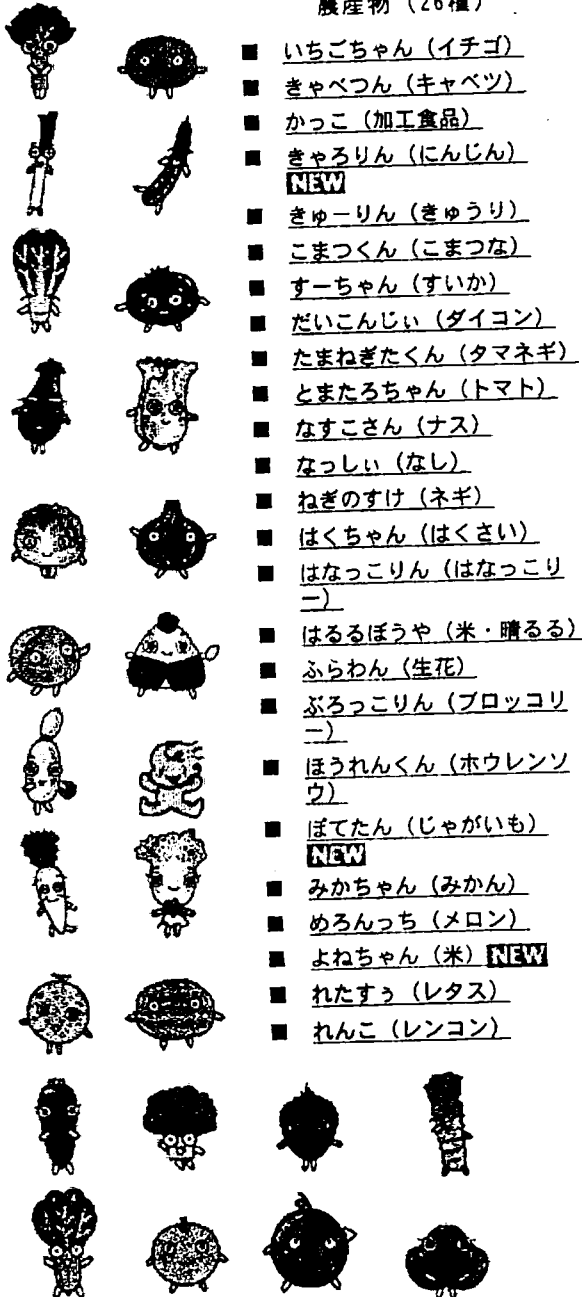 農産物（26種）
■ いちごちゃん（イチゴ）
■ きゃべつん（キャベツ）
■ かっこ（加工食品）
■ きゃろりん（にんじん）
NEW
■ きゅーりん（きゅうり）
■ こまつくん（こまつな）
■ すーちゃん（すいか）
■ だいこんじぃ（ダイコン）
■ たまねぎたくん（タマネギ）
■ とまたろちゃん（トマト）
■ なすこさん（ナス）
■ なっしぃ（なし）
■ ねぎのすけ（ネギ）
■ はくちゃん（はくさい）
■ はなっこりん（はなっこり
ー）
■ はるるぼうや（米・晴るる）
■ ふらわん（生花）
■ ぶろっこりん（ブロッコリ
ー）
■ ほうれんくん（ホウレンソ
ウ）
■ ぽてたん（じゃがいも）
NEW
■ みかちゃん（みかん）
■ めろんっち（メロン）
■ よねちゃん（米）NEW
■ れたすぅ（レタス）
■ れんこ（レンコン）